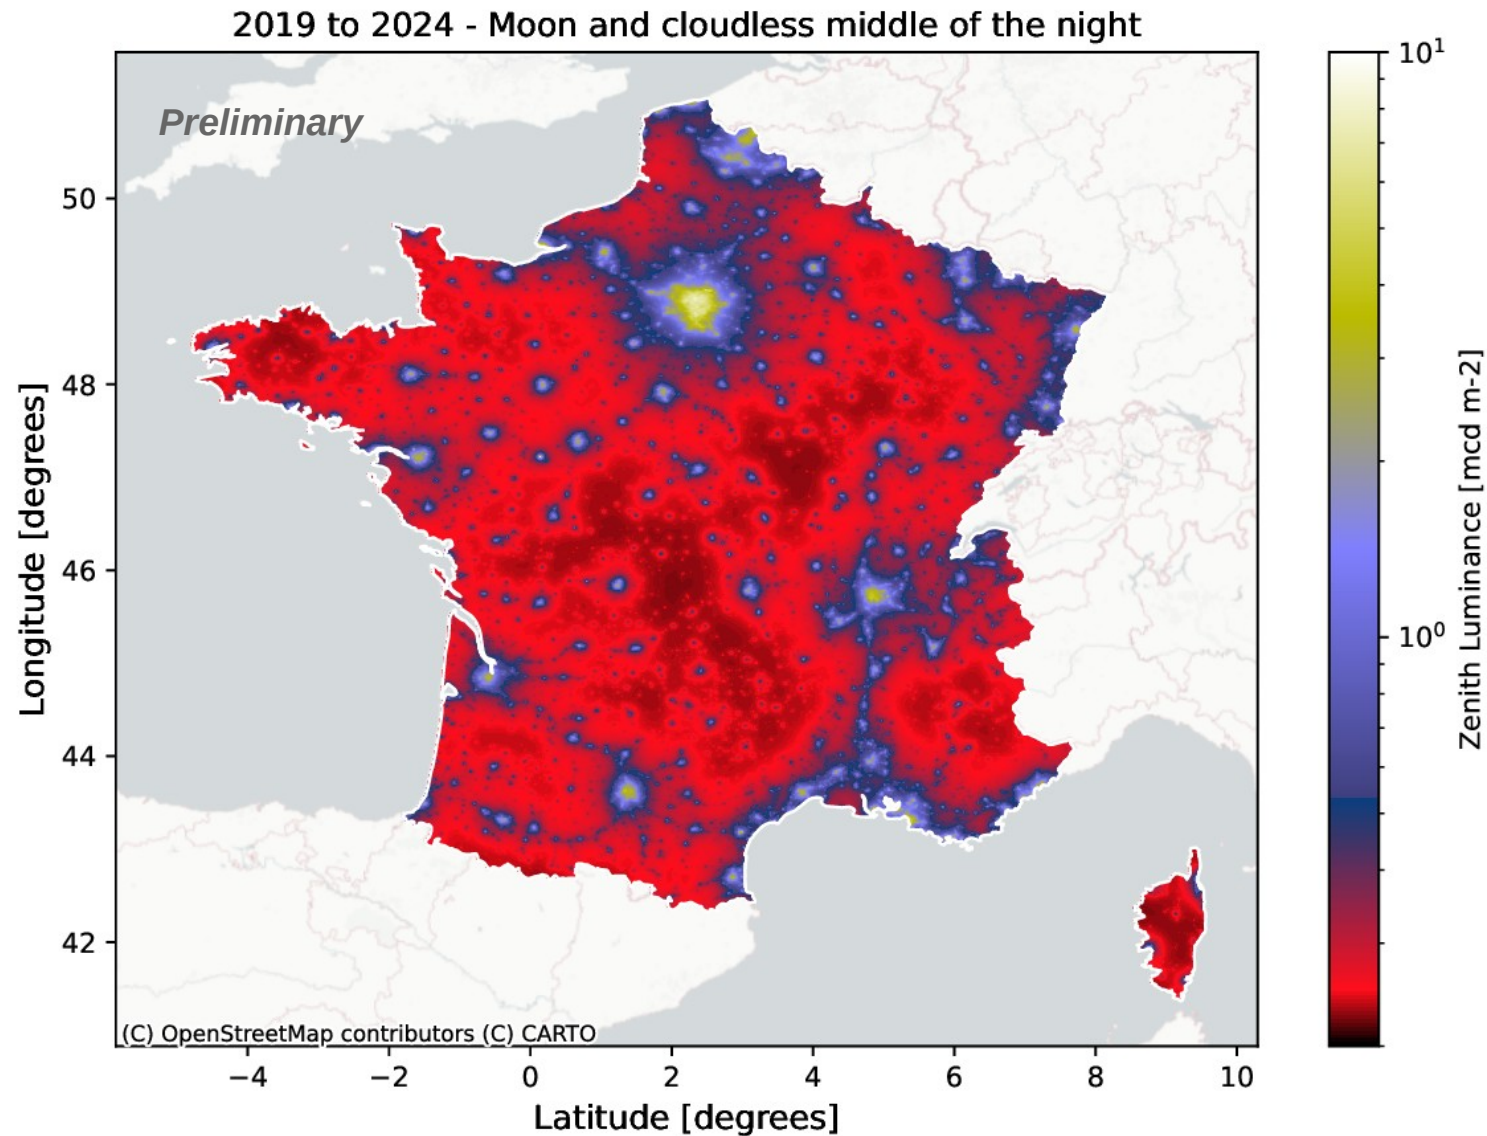 2019 to 2024 - Moon and cloudless middle of the night
Preliminary
10¹
50
48
46
44
42
Longitude [degrees]
10⁰
Zenith Luminance [mcd m-2]
(C) OpenStreetMap contributors (C) CARTO
−4 −2 0 2 4 6 8 10
Latitude [degrees]